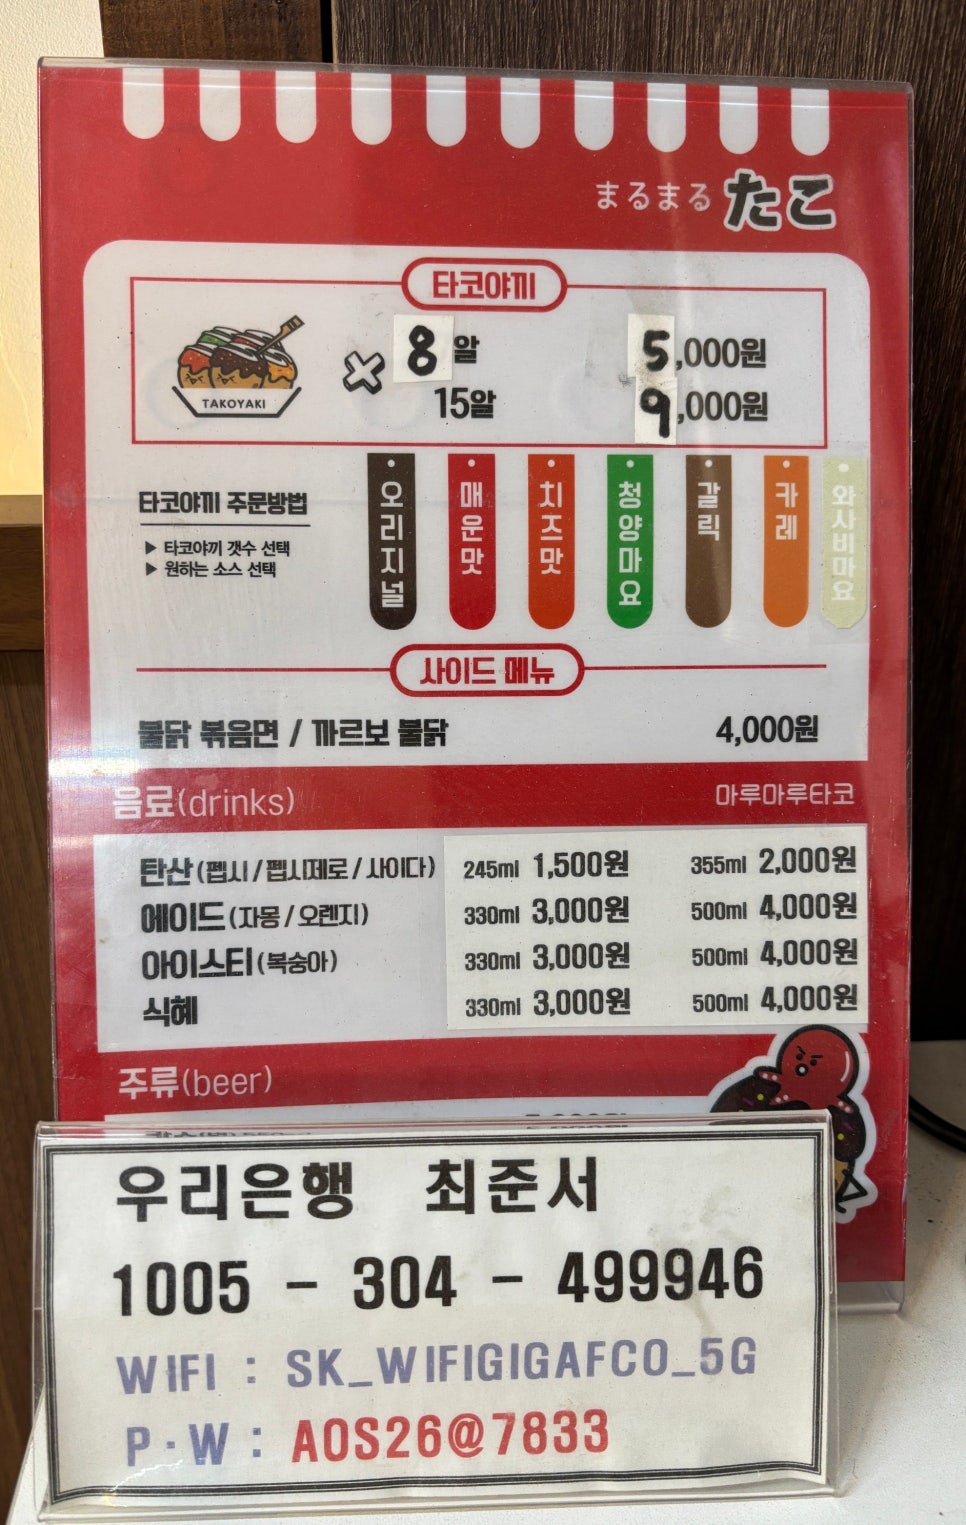 まるまる たこ
타코야끼
TAKOYAKI
×8알 5,000원
15알 9,000원
타코야끼 주문방법
▶ 타코야끼 갯수 선택
▶ 원하는 소스 선택
오리지널
매운맛
치즈맛
청양마요
갈릭
카레
와사비마요
사이드 메뉴
불닭 볶음면 / 까르보 불닭 4,000원
음료(drinks) 마루마루타코
탄산(펩시/펩시제로/사이다) 245ml 1,500원 355ml 2,000원
에이드(자몽/오렌지) 330ml 3,000원 500ml 4,000원
아이스티(복숭아) 330ml 3,000원 500ml 4,000원
식혜 330ml 3,000원 500ml 4,000원
주류(beer)
우리은행 최준서
1005 - 304 - 499946
WIFI : SK_WIFIGIGAFCO_5G
P·W : AOS26@7833